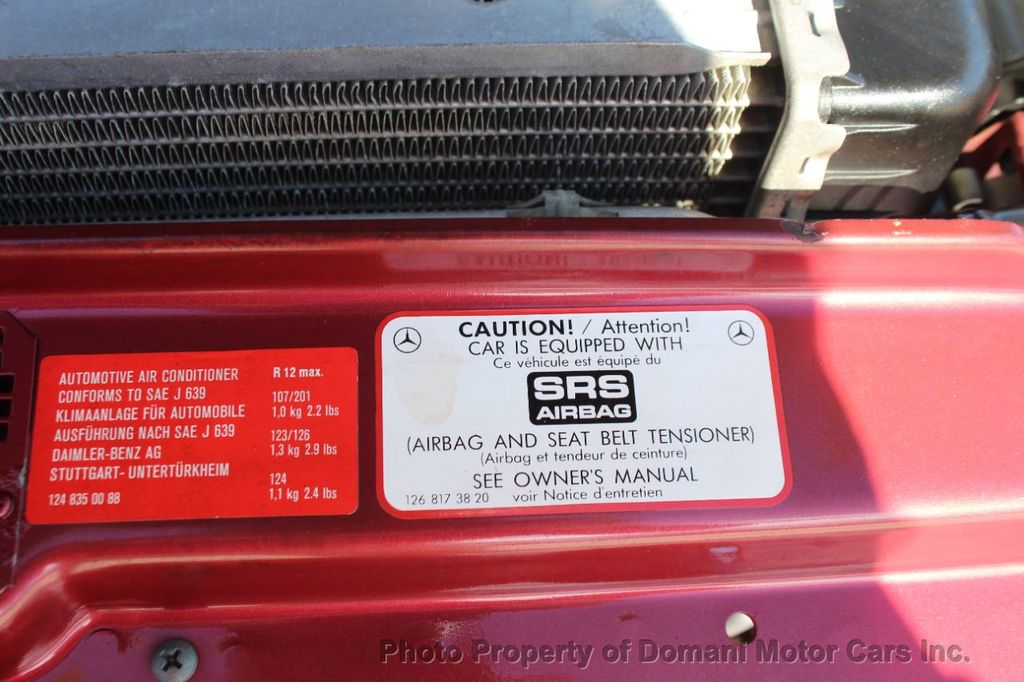 AUTOMOTIVE AIR CONDITIONER R 12 max.
CONFORMS TO SAE J 639 107/201
KLIMAANLAGE FÜR AUTOMOBILE 1,0 kg 2.2 lbs
AUSFÜHRUNG NACH SAE J 639 123/126
DAIMLER-BENZ AG 1,3 kg 2.9 lbs
STUTTGART- UNTERTÜRKHEIM 124
124 835 00 88 1,1 kg 2.4 lbs
CAUTION! / Attention!
CAR IS EQUIPPED WITH
Ce véhicule est équipé du
SRS
AIRBAG
(AIRBAG AND SEAT BELT TENSIONER)
(Airbag et tendeur de ceinture)
SEE OWNER'S MANUAL
126 817 38 20 voir Notice d'entretien
Photo Property of Domani Motor Cars Inc.